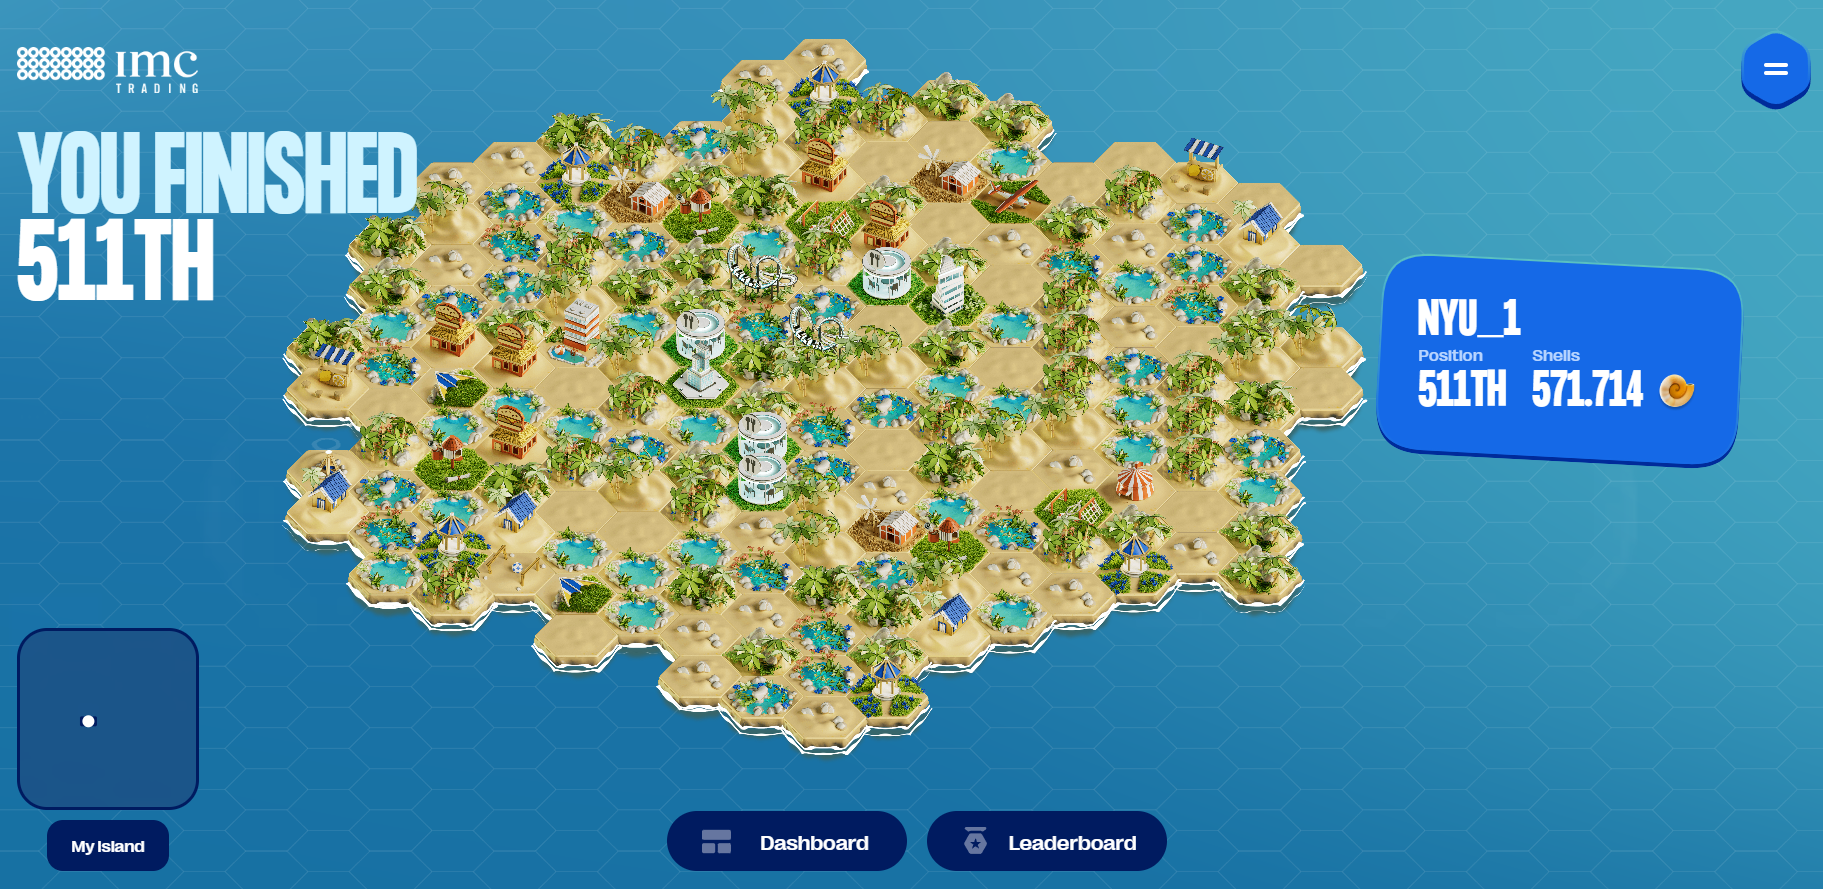 imc
TRADING
YOU FINISHED
511TH
NYU_1
Position
Shells
511TH
571.714
My Island
Dashboard
Leaderboard